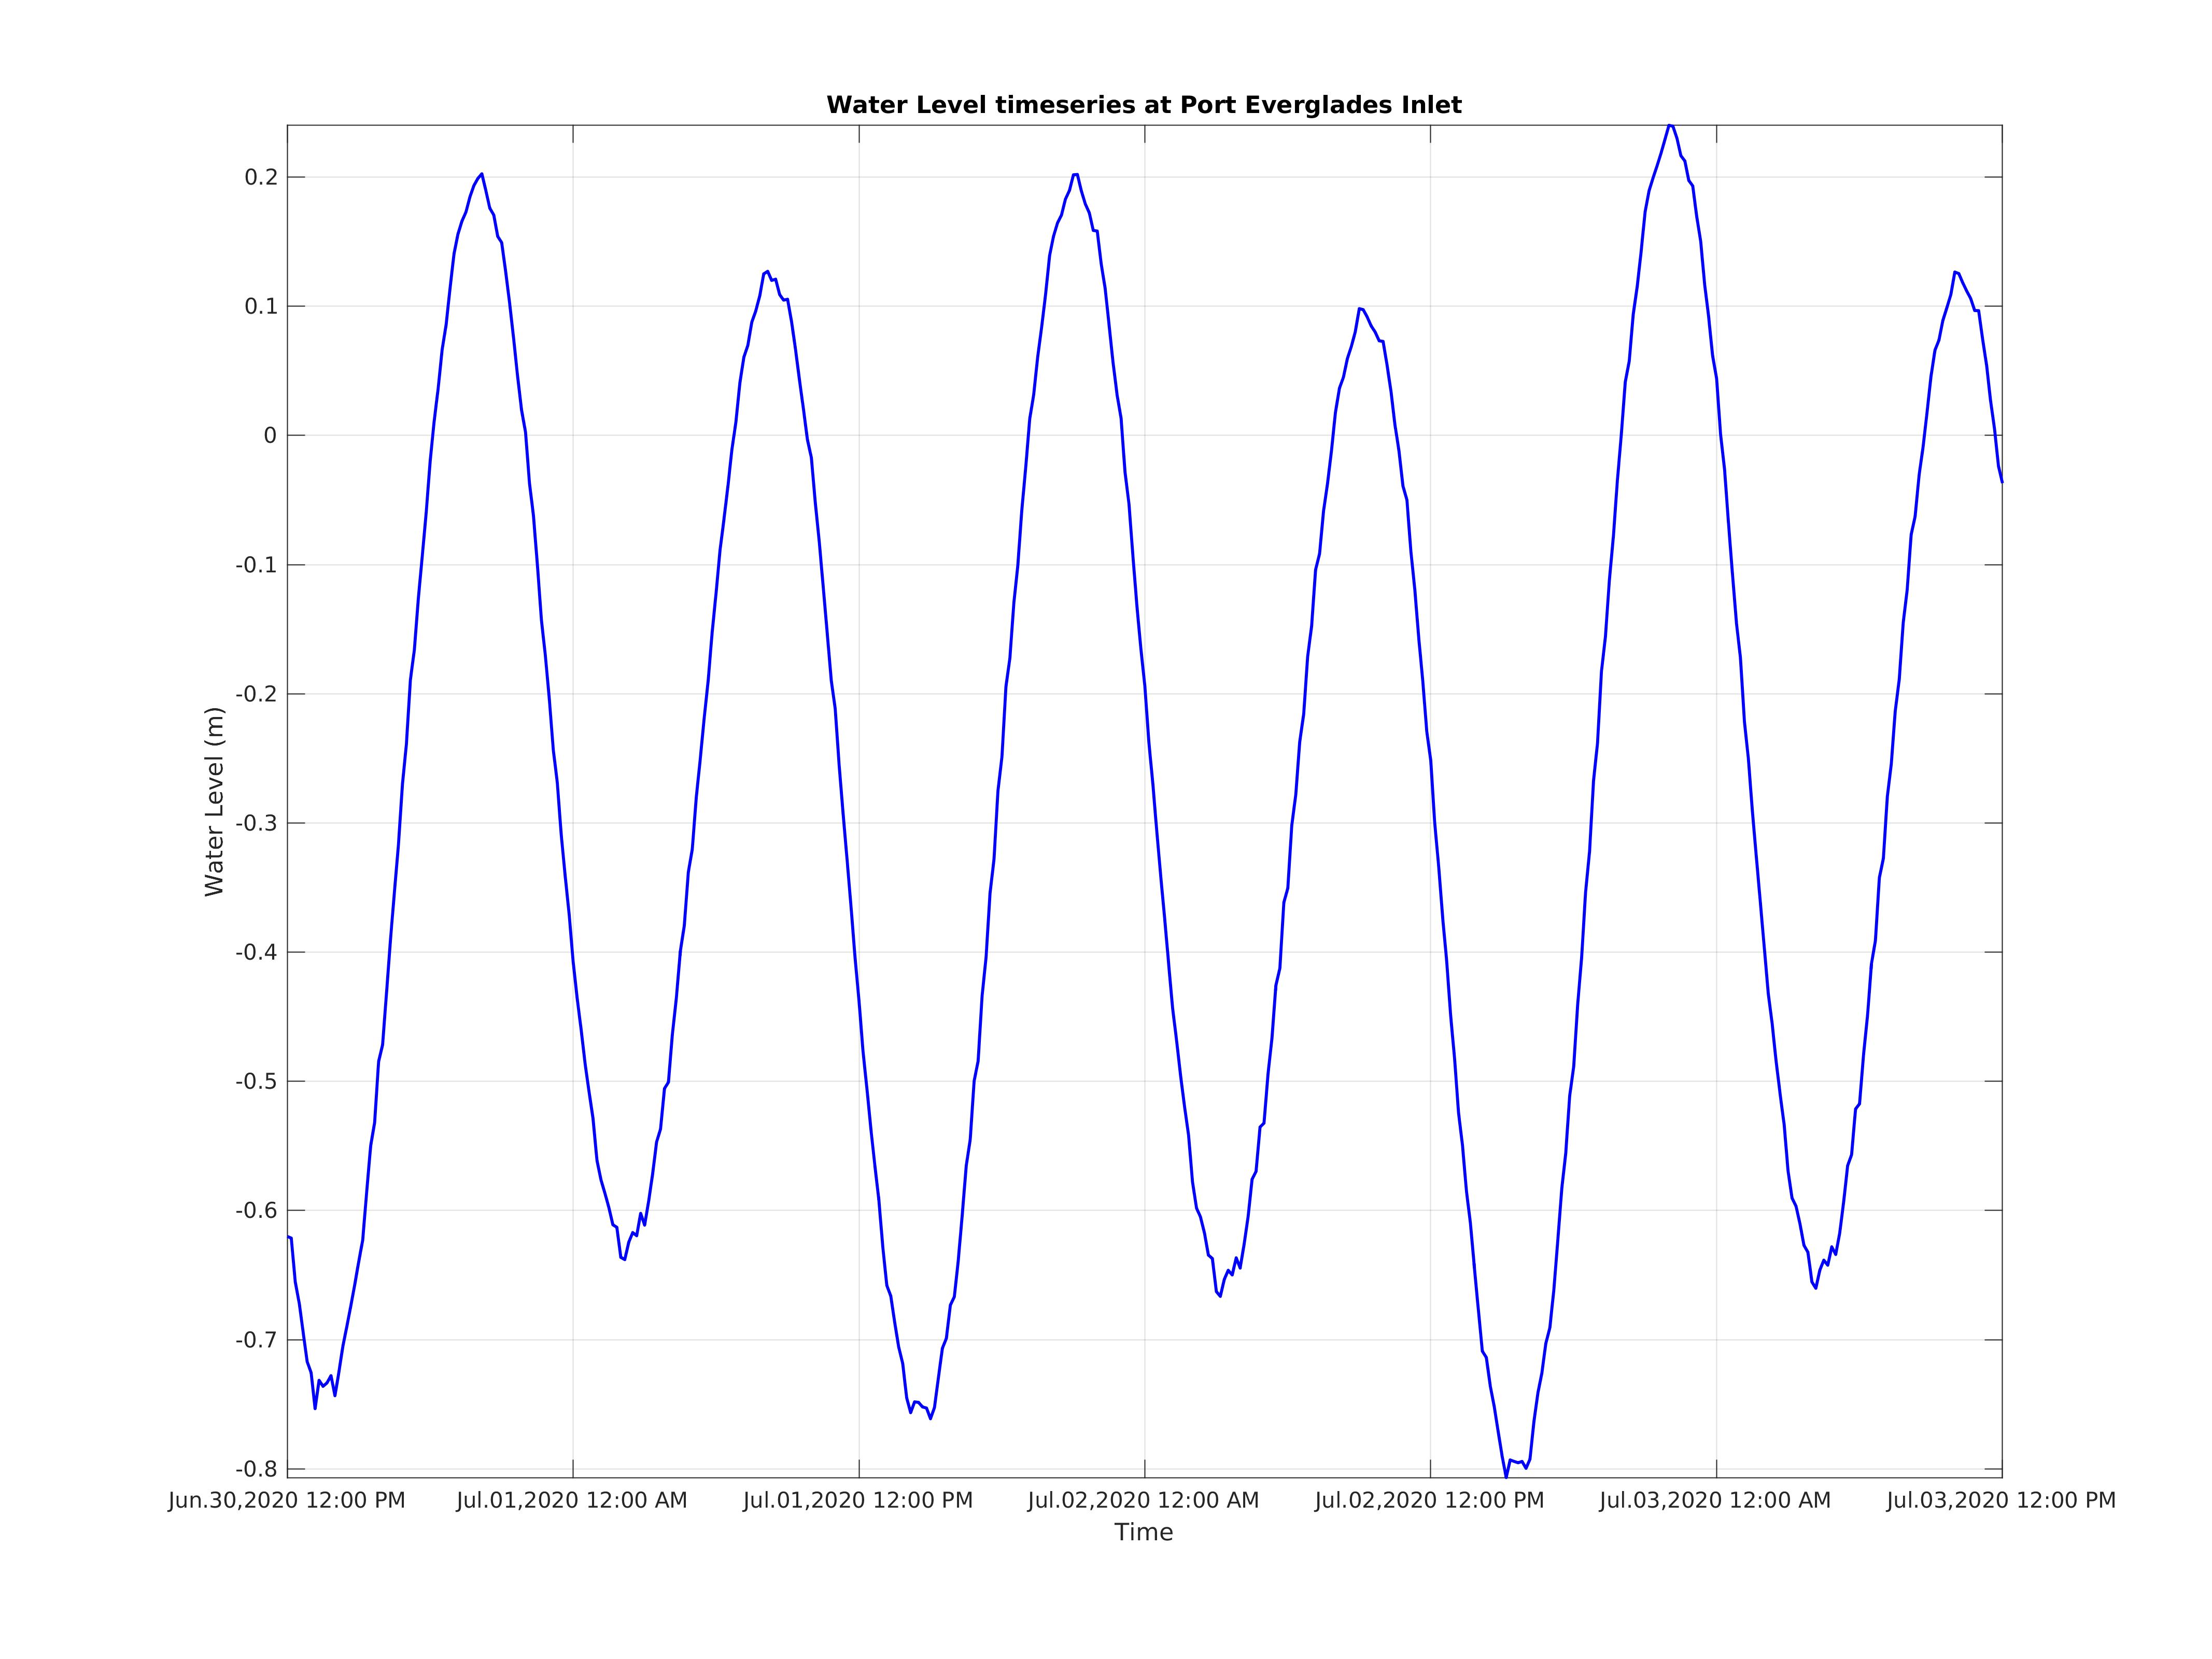 Water Level timeseries at Port Everglades Inlet
0.2
0.1
0
-0.1
-0.2
-0.3
-0.4
-0.5
-0.6
-0.7
-0.8
Water Level (m)
Jun.30,2020 12:00 PM
Jul.01,2020 12:00 AM
Jul.01,2020 12:00 PM
Jul.02,2020 12:00 AM
Jul.02,2020 12:00 PM
Jul.03,2020 12:00 AM
Jul.03,2020 12:00 PM
Time